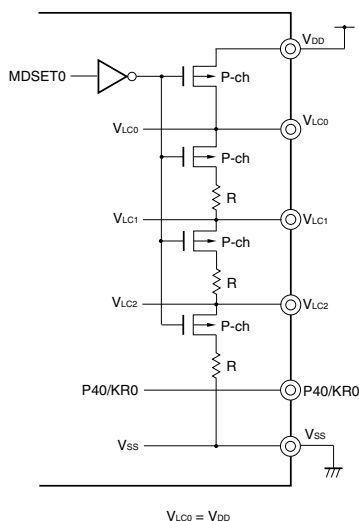 VDD
MDSET0
P-ch
VLC0 VLC0
P-ch
R
VLC1 VLC1
P-ch
R
VLC2 VLC2
P-ch
R
P40/KR0 P40/KR0
VSS VSS
VLC0 = VDD